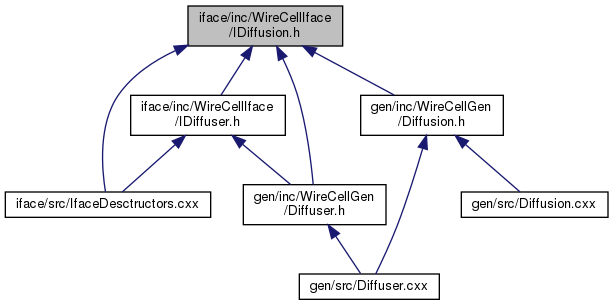 iface/inc/WireCellIface
/IDiffusion.h
iface/inc/WireCellIface
/IDiffuser.h
gen/inc/WireCellGen
/Diffusion.h
iface/src/IfaceDesctructors.cxx
gen/inc/WireCellGen
/Diffuser.h
gen/src/Diffusion.cxx
gen/src/Diffuser.cxx